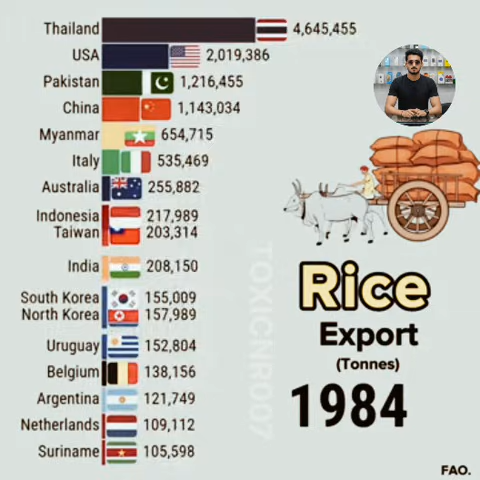 Thailand 4,645,455
USA 2,019,386
Pakistan 1,216,455
China 1,143,034
Myanmar 654,715
Italy 535,469
Australia 255,882
Indonesia 217,989
Taiwan 203,314
India 208,150
South Korea 155,009
North Korea 157,989
Uruguay 152,804
Belgium 138,156
Argentina 121,749
Netherlands 109,112
Suriname 105,598
TOXICNR007
Rice
Export
(Tonnes)
1984
FAO.